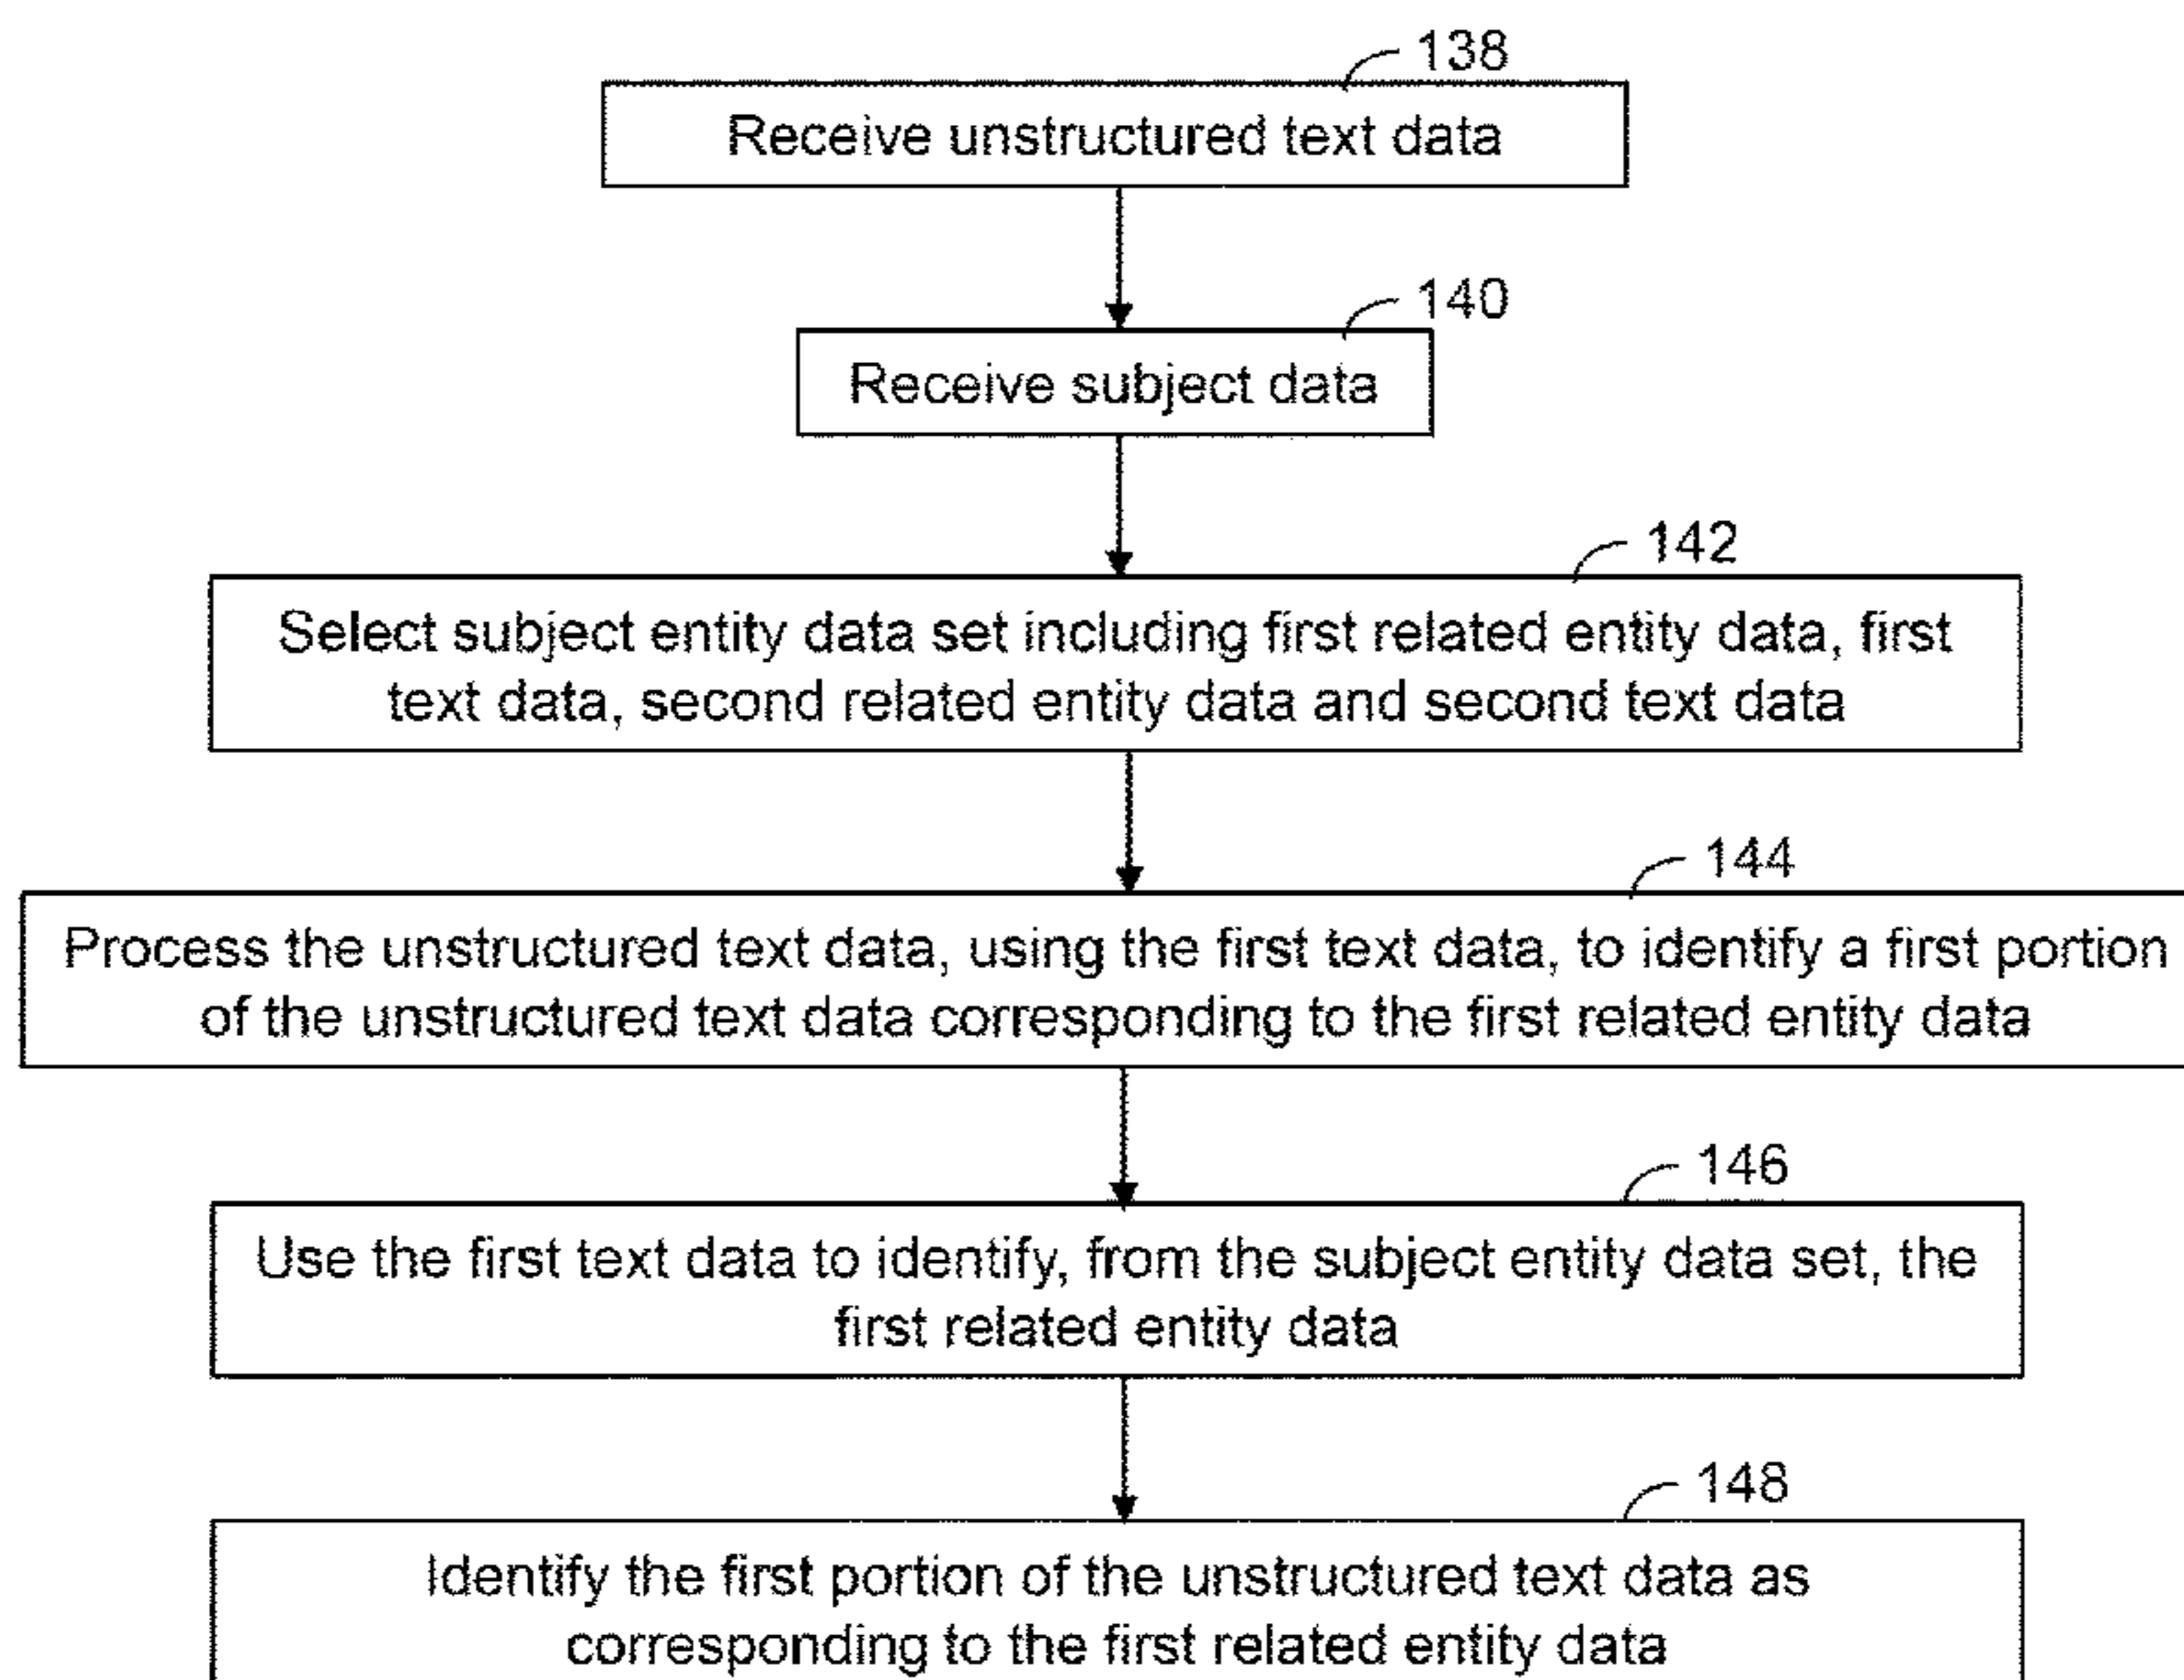 138
Receive unstructured text data
140
Receive subject data
142
Select subject entity data set including first related entity data, first
text data, second related entity data and second text data
144
Process the unstructured text data, using the first text data, to identify a first portion
of the unstructured text data corresponding to the first related entity data
146
Use the first text data to identify, from the subject entity data set, the
first related entity data
148
Identify the first portion of the unstructured text data as
corresponding to the first related entity data